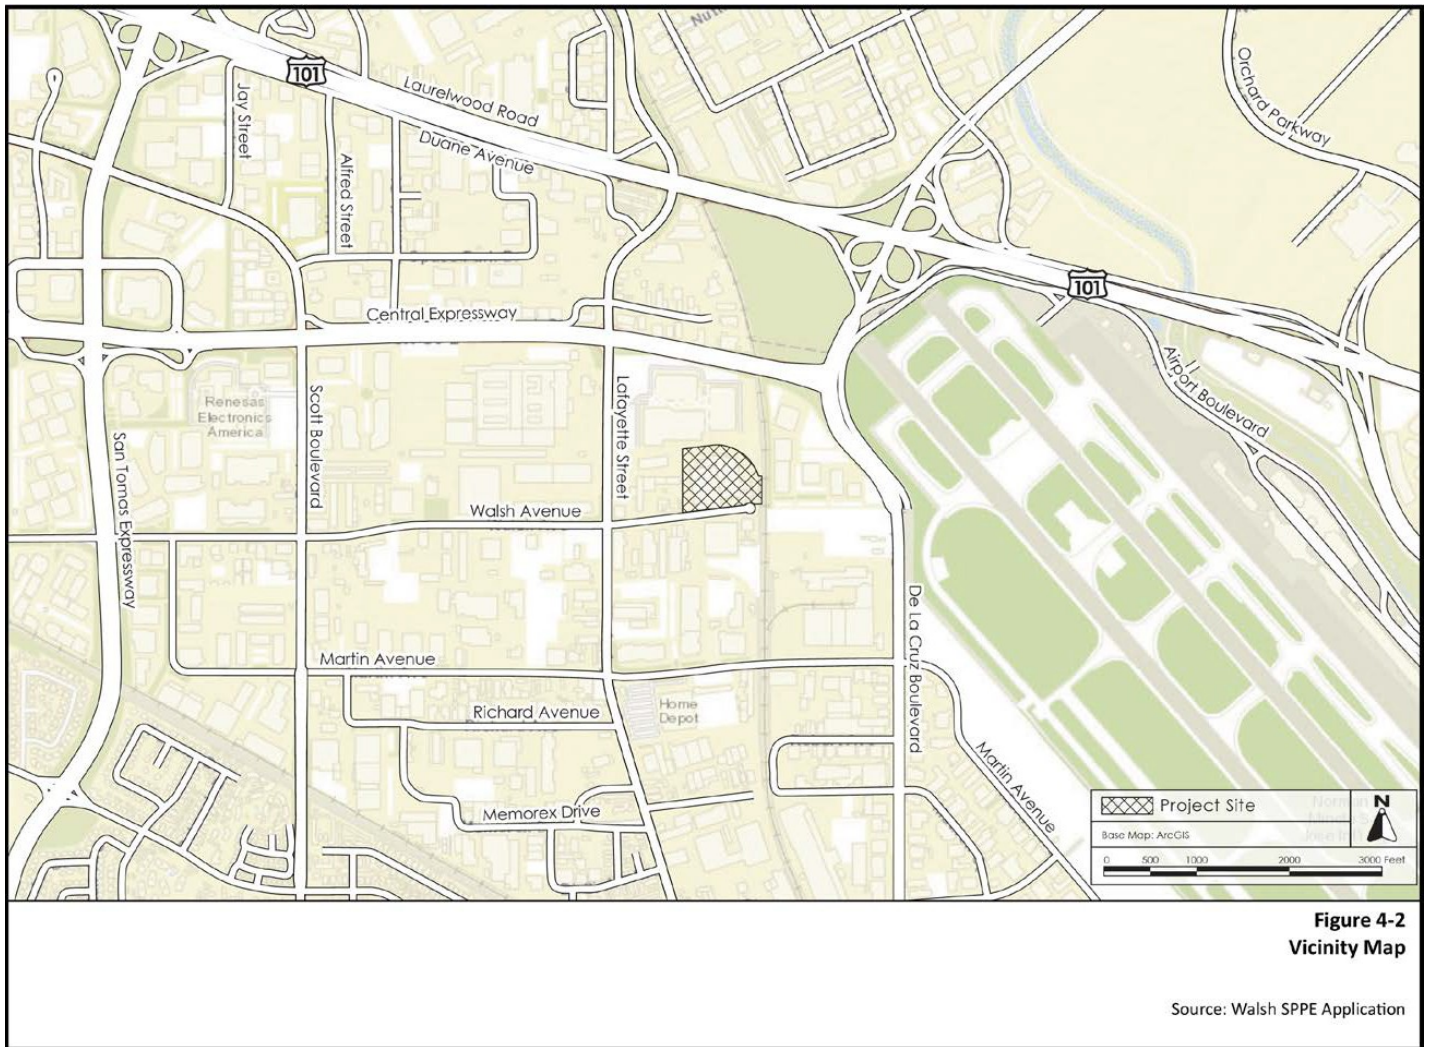 Orchard Parkway
101
Laurelwood Road
Jay Street
Duane Avenue
Alfred Street
101
Central Expressway
Airport Boulevard
Renesas
Electronics
America
Scott Boulevard
Lafayette Street
San Tomas Expressway
Walsh Avenue
De La Cruz Boulevard
Martin Avenue
Richard Avenue
Home
Depot
Martin Avenue
Memorex Drive
Project Site
N
Base Map: ArcGIS
0 500 1000 2000 3000 Feet
Figure 4-2
Vicinity Map
Source: Walsh SPPE Application